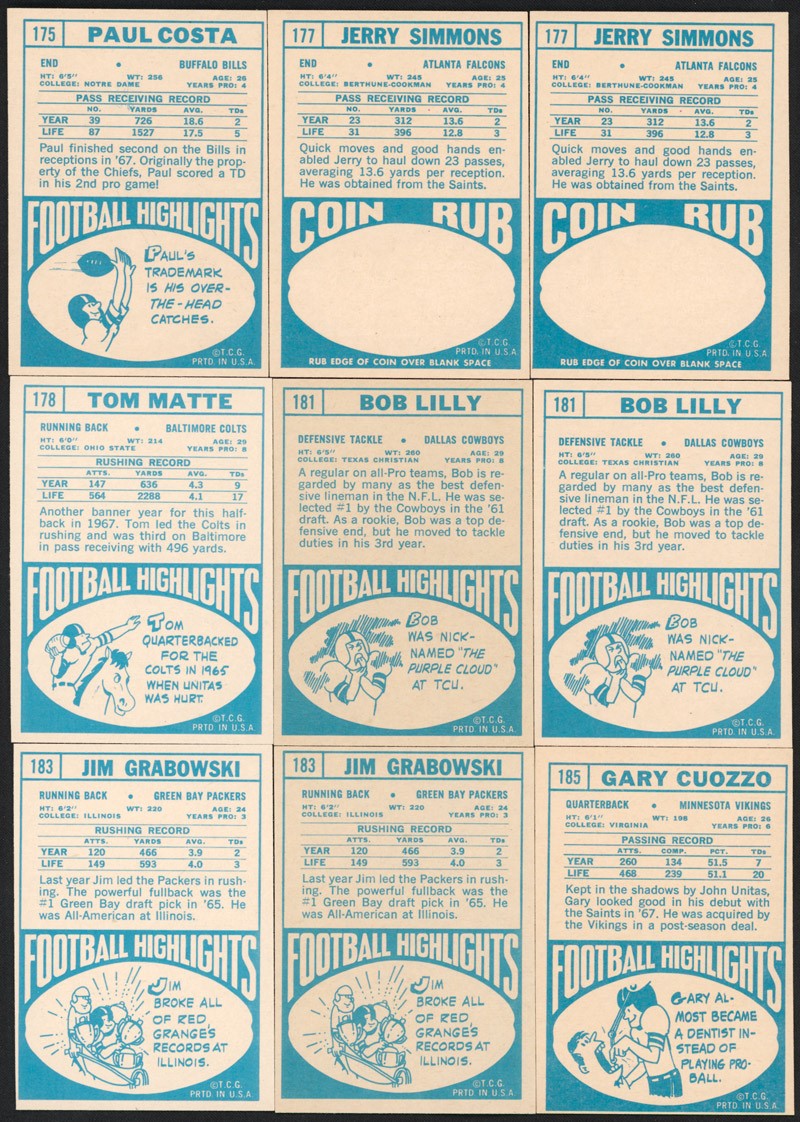 175 PAUL COSTA
END • BUFFALO BILLS
HT: 6'5" WT: 256 AGE: 26
COLLEGE: NOTRE DAME YEARS PRO: 4
PASS RECEIVING RECORD
NO. YARDS AVG. TDs
YEAR 39 726 18.6 2
LIFE 87 1527 17.5 5
Paul finished second on the Bills in
receptions in '67. Originally the prop-
erty of the Chiefs, Paul scored a TD
in his 2nd pro game!
FOOTBALL HIGHLIGHTS
PAUL'S
TRADEMARK
IS HIS OVER-
THE-HEAD
CATCHES.
©T.C.G.
PRTD. IN U.S.A.
177 JERRY SIMMONS
END • ATLANTA FALCONS
HT: 6'4" WT: 245 AGE: 25
COLLEGE: BERTHUNE-COOKMAN YEARS PRO: 4
PASS RECEIVING RECORD
NO. YARDS AVG. TDs
YEAR 23 312 13.6 2
LIFE 31 396 12.8 3
Quick moves and good hands en-
abled Jerry to haul down 23 passes,
averaging 13.6 yards per reception.
He was obtained from the Saints.
COIN RUB
©T.C.G.
PRTD. IN U.S.A.
RUB EDGE OF COIN OVER BLANK SPACE
177 JERRY SIMMONS
END • ATLANTA FALCONS
HT: 6'4" WT: 245 AGE: 25
COLLEGE: BERTHUNE-COOKMAN YEARS PRO: 4
PASS RECEIVING RECORD
NO. YARDS AVG. TDs
YEAR 23 312 13.6 2
LIFE 31 396 12.8 3
Quick moves and good hands en-
abled Jerry to haul down 23 passes,
averaging 13.6 yards per reception.
He was obtained from the Saints.
COIN RUB
©T.C.G.
PRTD. IN U.S.A.
RUB EDGE OF COIN OVER BLANK SPACE
178 TOM MATTE
RUNNING BACK • BALTIMORE COLTS
HT: 6'0" WT: 214 AGE: 29
COLLEGE: OHIO STATE YEARS PRO: 8
RUSHING RECORD
ATTS. YARDS AVG. TDs
YEAR 147 636 4.3 9
LIFE 564 2288 4.1 17
Another banner year for this half-
back in 1967. Tom led the Colts in
rushing and was third on Baltimore
in pass receiving with 496 yards.
FOOTBALL HIGHLIGHTS
TOM
QUARTERBACKED
FOR THE
COLTS IN 1965
WHEN UNITAS
WAS HURT.
©T.C.G.
PRTD. IN U.S.A.
181 BOB LILLY
DEFENSIVE TACKLE • DALLAS COWBOYS
HT: 6'5" WT: 260 AGE: 29
COLLEGE: TEXAS CHRISTIAN YEARS PRO: 8
A regular on all-Pro teams, Bob is re-
garded by many as the best defen-
sive lineman in the N.F.L. He was se-
lected #1 by the Cowboys in the '61
draft. As a rookie, Bob was a top de-
fensive end, but he moved to tackle
duties in his 3rd year.
FOOTBALL HIGHLIGHTS
BOB
WAS NICK-
NAMED "THE
PURPLE CLOUD"
AT TCU.
©T.C.G.
PRTD. IN U.S.A.
181 BOB LILLY
DEFENSIVE TACKLE • DALLAS COWBOYS
HT: 6'5" WT: 260 AGE: 29
COLLEGE: TEXAS CHRISTIAN YEARS PRO: 8
A regular on all-Pro teams, Bob is re-
garded by many as the best defen-
sive lineman in the N.F.L. He was se-
lected #1 by the Cowboys in the '61
draft. As a rookie, Bob was a top de-
fensive end, but he moved to tackle
duties in his 3rd year.
FOOTBALL HIGHLIGHTS
BOB
WAS NICK-
NAMED "THE
PURPLE CLOUD"
AT TCU.
©T.C.G.
PRTD. IN U.S.A.
183 JIM GRABOWSKI
RUNNING BACK • GREEN BAY PACKERS
HT: 6'2" WT: 220 AGE: 24
COLLEGE: ILLINOIS YEARS PRO: 3
RUSHING RECORD
ATTS. YARDS AVG. TDs
YEAR 120 466 3.9 2
LIFE 149 593 4.0 3
Last year Jim led the Packers in rush-
ing. The powerful fullback was the
#1 Green Bay draft pick in '65. He
was All-American at Illinois.
FOOTBALL HIGHLIGHTS
JIM
BROKE ALL
OF RED
GRANGE'S
RECORDS AT
ILLINOIS.
©T.C.G.
PRTD. IN U.S.A.
183 JIM GRABOWSKI
RUNNING BACK • GREEN BAY PACKERS
HT: 6'2" WT: 220 AGE: 24
COLLEGE: ILLINOIS YEARS PRO: 3
RUSHING RECORD
ATTS. YARDS AVG. TDs
YEAR 120 466 3.9 2
LIFE 149 593 4.0 3
Last year Jim led the Packers in rush-
ing. The powerful fullback was the
#1 Green Bay draft pick in '65. He
was All-American at Illinois.
FOOTBALL HIGHLIGHTS
JIM
BROKE ALL
OF RED
GRANGE'S
RECORDS AT
ILLINOIS.
©T.C.G.
PRTD. IN U.S.A.
185 GARY CUOZZO
QUARTERBACK • MINNESOTA VIKINGS
HT: 6'1" WT: 198 AGE: 26
COLLEGE: VIRGINIA YEARS PRO: 6
PASSING RECORD
ATTS. COMP. PCT. TDs
YEAR 260 134 51.5 7
LIFE 468 239 51.1 20
Kept in the shadows by John Unitas,
Gary looked good in his debut with
the Saints in '67. He was acquired by
the Vikings in a post-season deal.
FOOTBALL HIGHLIGHTS
GARY AL-
MOST BECAME
A DENTIST IN-
STEAD OF
PLAYING PRO-
BALL.
©T.C.G.
PRTD. IN U.S.A.